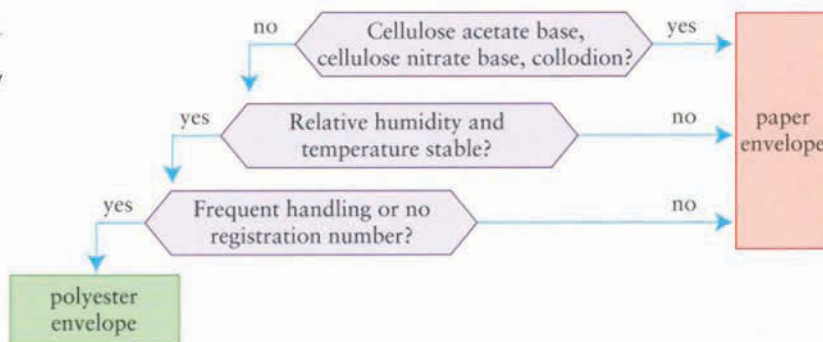 no
Cellulose acetate base,
cellulose nitrate base, collodion?
yes
yes
Relative humidity and
temperature stable?
no
paper
envelope
yes
Frequent handling or no
registration number?
no
polyester
envelope